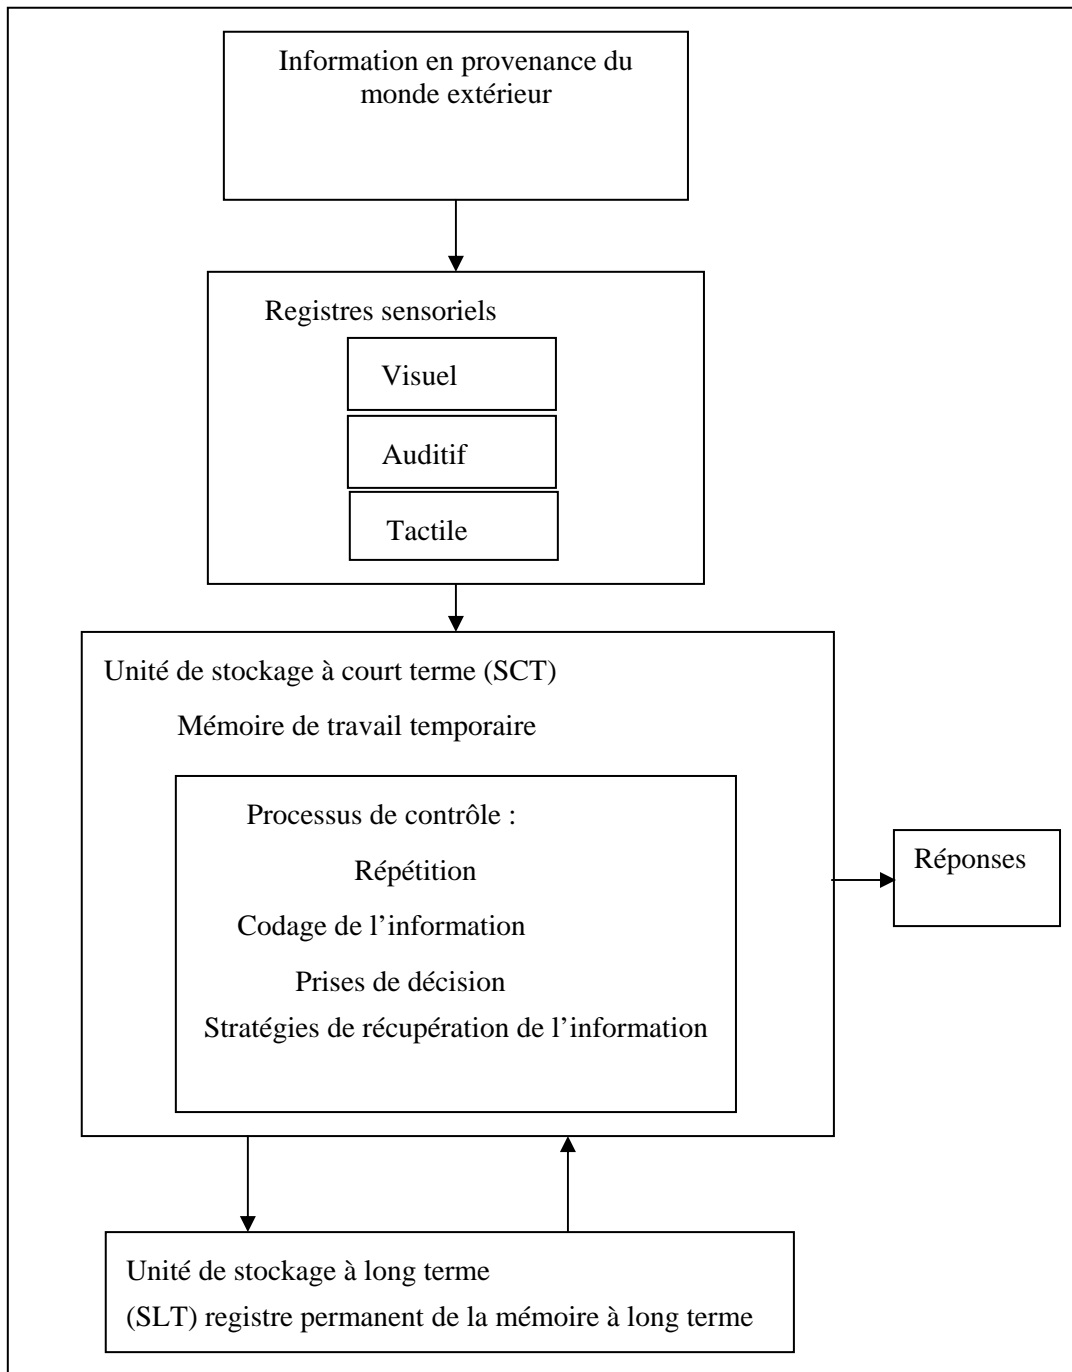 Information en provenance du
monde extérieur
Registres sensoriels
Visuel
Auditif
Tactile
Unité de stockage à court terme (SCT)
Mémoire de travail temporaire
Processus de contrôle :
Répétition
Codage de l’information
Prises de décision
Stratégies de récupération de l’information
Réponses
Unité de stockage à long terme
(SLT) registre permanent de la mémoire à long terme